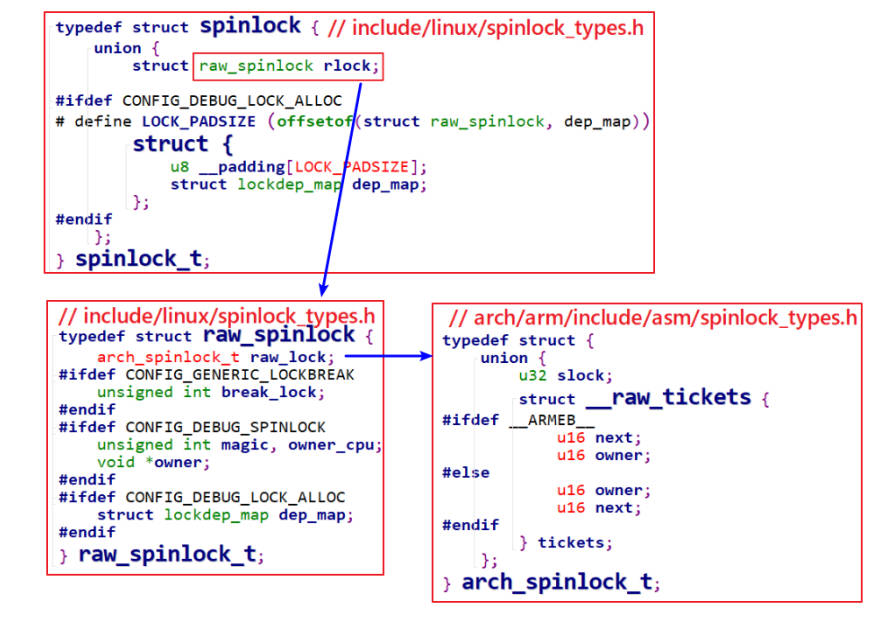 typedef struct spinlock { // include/linux/spinlock_types.h
union {
struct raw_spinlock rlock;
#ifdef CONFIG_DEBUG_LOCK_ALLOC
# define LOCK_PADSIZE (offsetof(struct raw_spinlock, dep_map))
struct {
u8 __padding[LOCK_PADSIZE];
struct lockdep_map dep_map;
};
#endif
};
} spinlock_t;
// include/linux/spinlock_types.h
typedef struct raw_spinlock {
arch_spinlock_t raw_lock;
#ifdef CONFIG_GENERIC_LOCKBREAK
unsigned int break_lock;
#endif
#ifdef CONFIG_DEBUG_SPINLOCK
unsigned int magic, owner_cpu;
void *owner;
#endif
#ifdef CONFIG_DEBUG_LOCK_ALLOC
struct lockdep_map dep_map;
#endif
} raw_spinlock_t;
// arch/arm/include/asm/spinlock_types.h
typedef struct {
union {
u32 slock;
struct __raw_tickets {
#ifdef __ARMEB__
u16 next;
u16 owner;
#else
u16 owner;
u16 next;
#endif
} tickets;
};
} arch_spinlock_t;